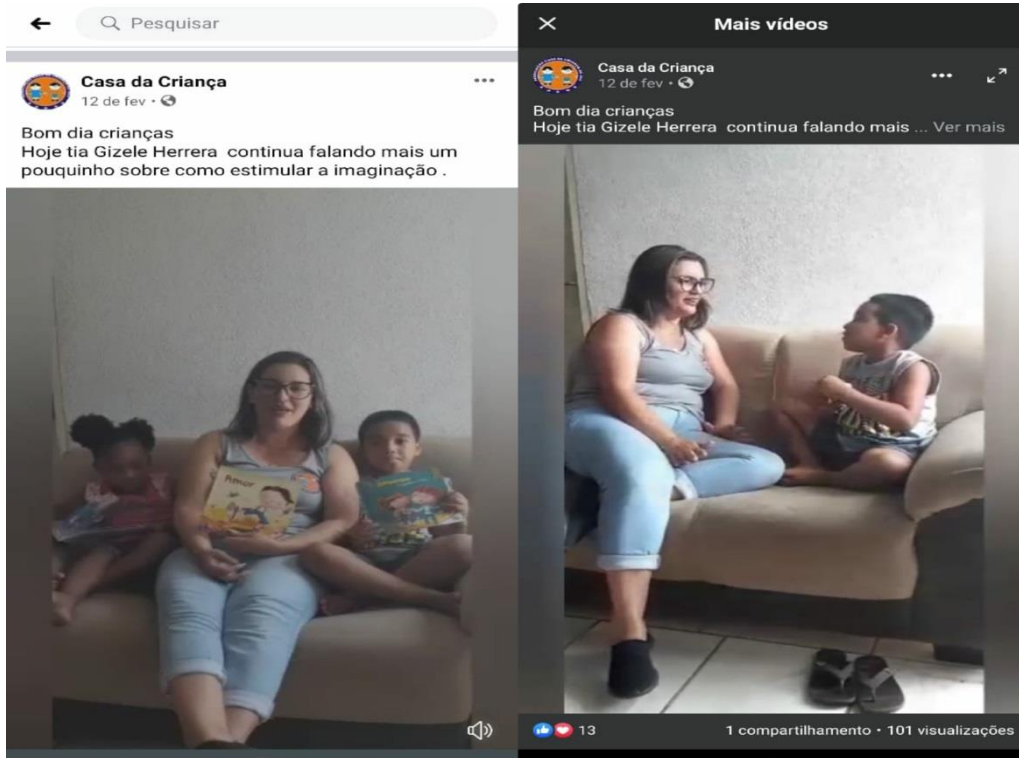 Pesquisar
Casa da Criança
12 de fev
Bom dia crianças
Hoje tia Gizele Herrera continua falando mais um
pouquinho sobre como estimular a imaginação .
Amor
Mais vídeos
Casa da Criança
12 de fev
Bom dia crianças
Hoje tia Gizele Herrera continua falando mais ... Ver mais
13
1 compartilhamento • 101 visualizações